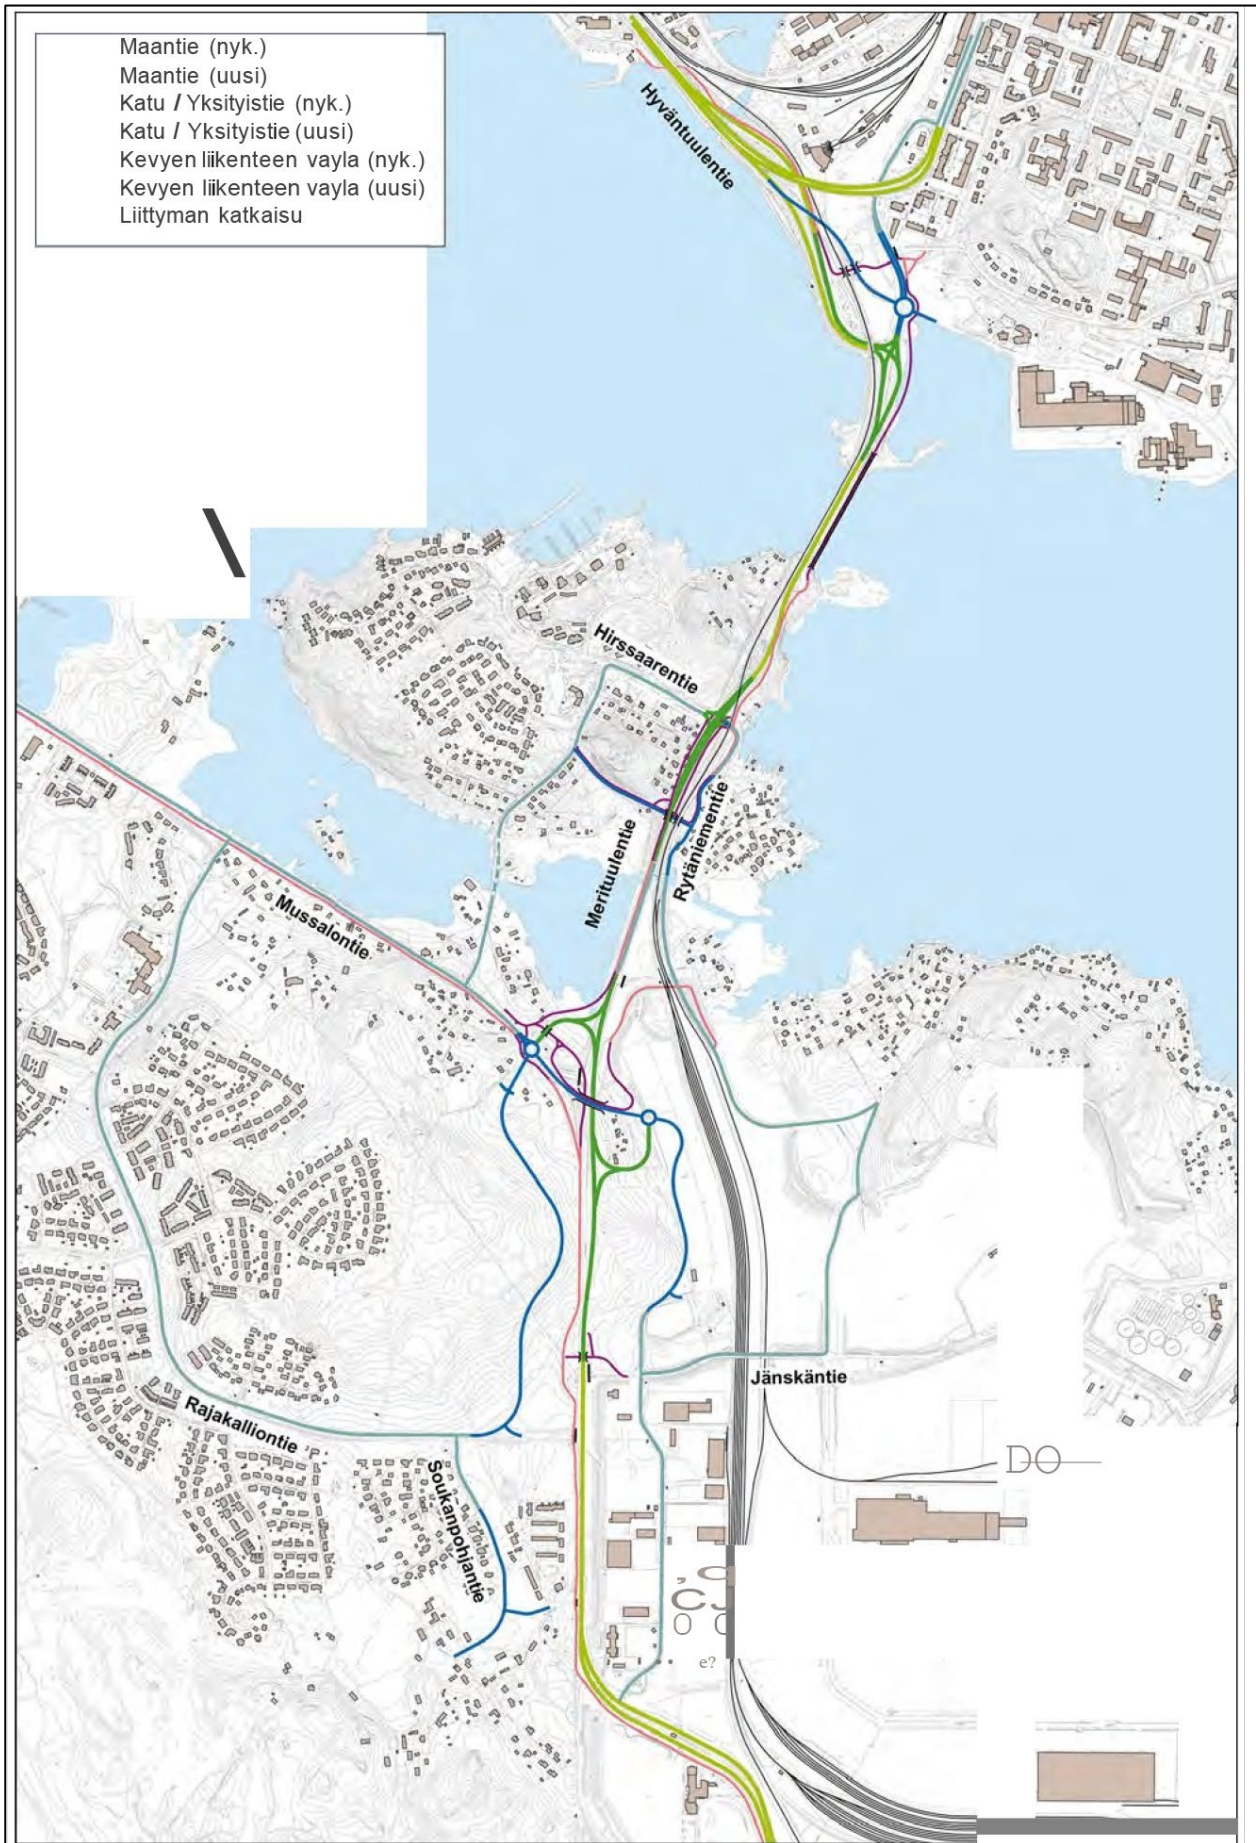 Maantie (nyk.)
Maantie (uusi)
Katu / Yksityistie (nyk.)
Katu / Yksityistie (uusi)
Kevyen liikenteen vayla (nyk.)
Kevyen liikenteen vayla (uusi)
Liittyman katkaisu
Hyväntuulentie
Hirssaarentie
Merituulentie
Rytäniementie
Mussalontie
Jänskäntie
Rajakalliontie
Soukanpohjantie
DO
e?